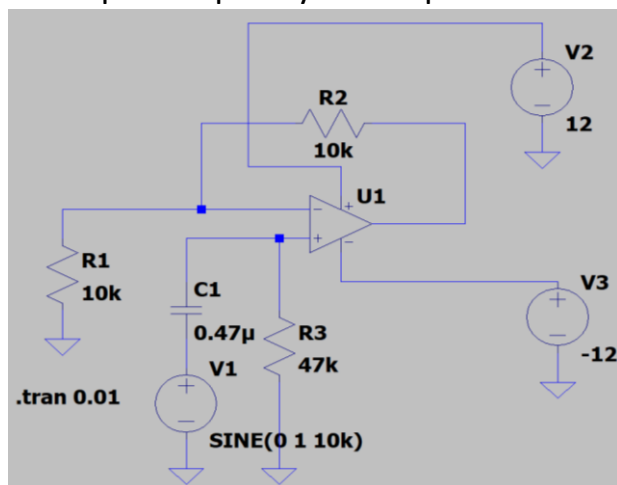 V2
12
R2
10k
U1
R1
10k
C1
0.47µ
R3
47k
V3
-12
V1
.tran 0.01
SINE(0 1 10k)